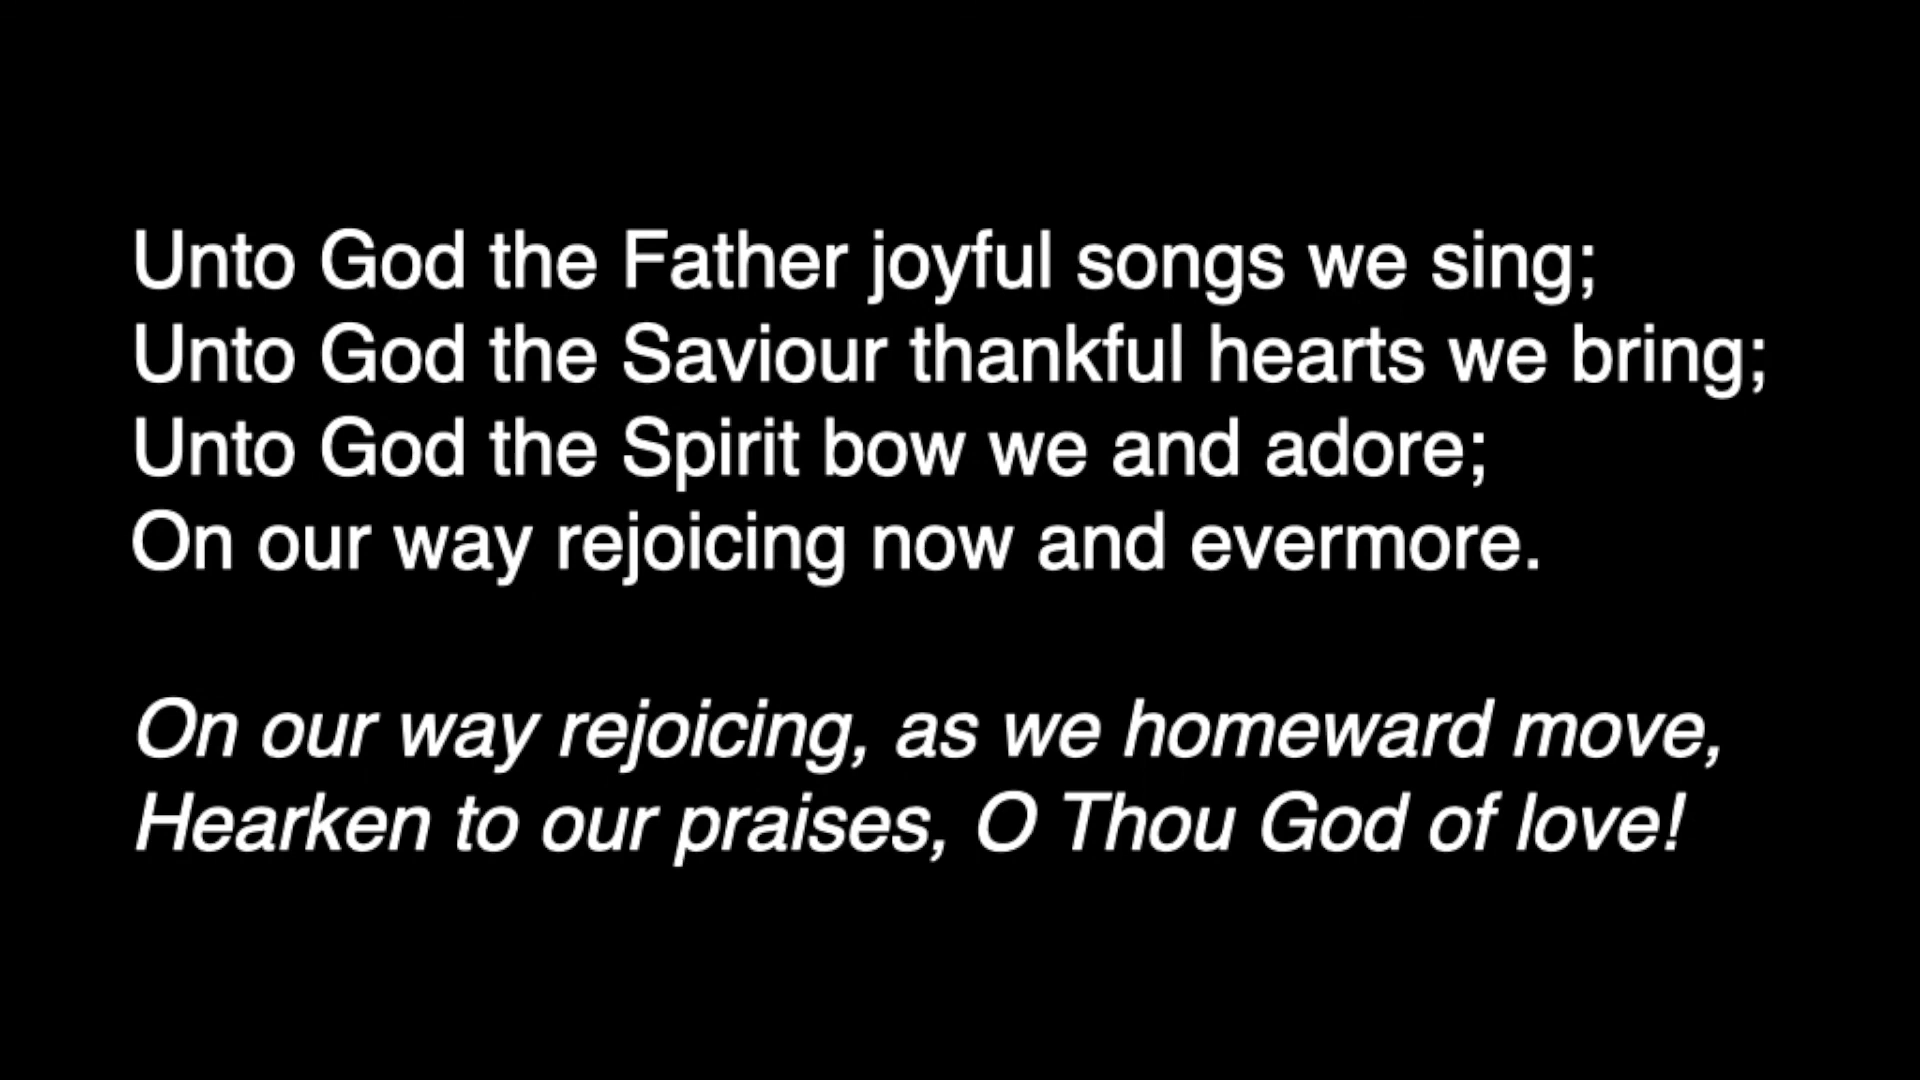 Unto God the Father joyful songs we sing;
Unto God the Saviour thankful hearts we bring;
Unto God the Spirit bow we and adore;
On our way rejoicing now and evermore.
On our way rejoicing, as we homeward move,
Hearken to our praises, O Thou God of love!